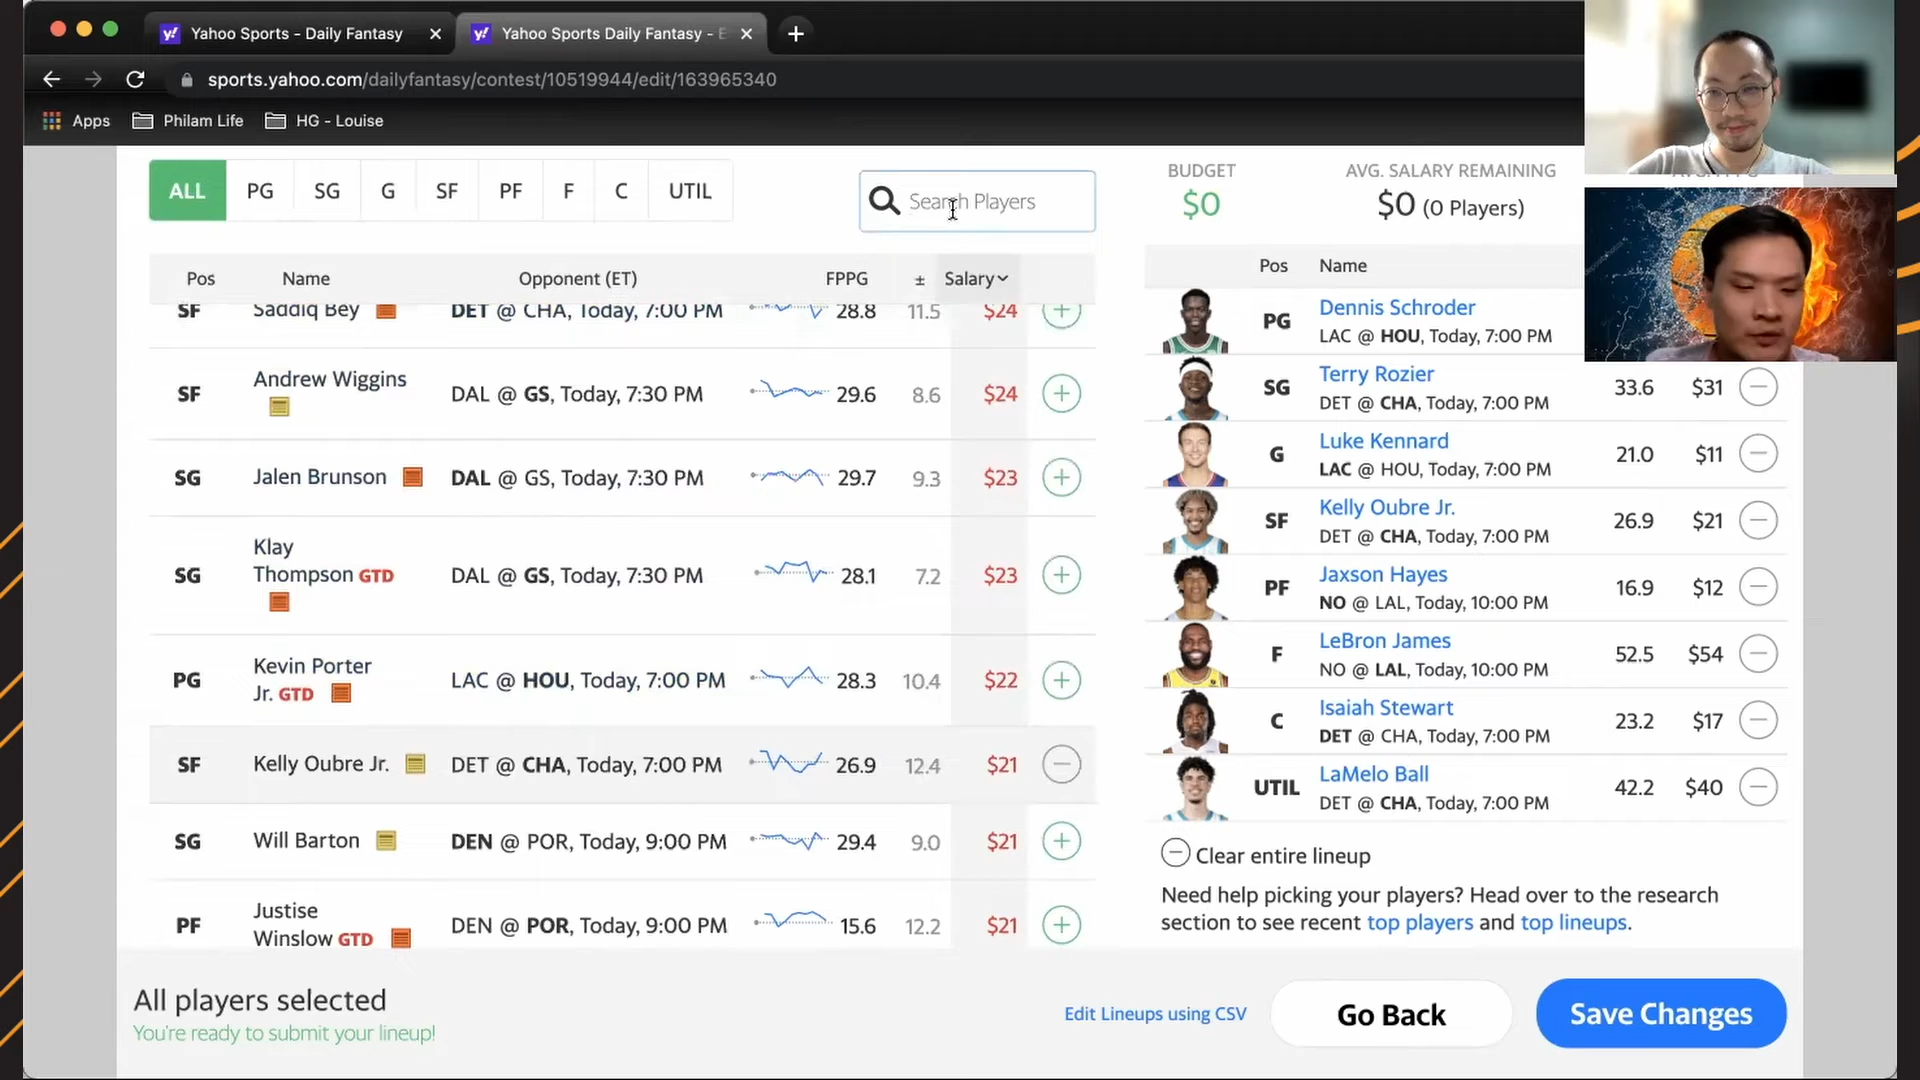 Yahoo Sports - Daily Fantasy
Yahoo Sports Daily Fantasy - E
sports.yahoo.com/dailyfantasy/contest/10519944/edit/163965340
Apps Philam Life HG - Louise
ALL PG SG G SF PF F C UTIL
Search Players
Pos Name Opponent (ET) FPPG ± Salary
SF Saddiq Bey DET @ CHA, Today, 7:00 PM 28.8 11.5 $24
SF Andrew Wiggins DAL @ GS, Today, 7:30 PM 29.6 8.6 $24
SG Jalen Brunson DAL @ GS, Today, 7:30 PM 29.7 9.3 $23
Klay
SG Thompson GTD DAL @ GS, Today, 7:30 PM 28.1 7.2 $23
Kevin Porter
PG Jr. GTD LAC @ HOU, Today, 7:00 PM 28.3 10.4 $22
SF Kelly Oubre Jr. DET @ CHA, Today, 7:00 PM 26.9 12.4 $21
SG Will Barton DEN @ POR, Today, 9:00 PM 29.4 9.0 $21
Justise
PF Winslow GTD DEN @ POR, Today, 9:00 PM 15.6 12.2 $21
BUDGET AVG. SALARY REMAINING
$0 $0 (0 Players)
Pos Name
PG Dennis Schroder
LAC @ HOU, Today, 7:00 PM
SG Terry Rozier 33.6 $31
DET @ CHA, Today, 7:00 PM
G Luke Kennard 21.0 $11
LAC @ HOU, Today, 7:00 PM
SF Kelly Oubre Jr. 26.9 $21
DET @ CHA, Today, 7:00 PM
PF Jaxson Hayes 16.9 $12
NO @ LAL, Today, 10:00 PM
F LeBron James 52.5 $54
NO @ LAL, Today, 10:00 PM
C Isaiah Stewart 23.2 $17
DET @ CHA, Today, 7:00 PM
UTIL LaMelo Ball 42.2 $40
DET @ CHA, Today, 7:00 PM
Clear entire lineup
Need help picking your players? Head over to the research
section to see recent top players and top lineups.
All players selected
You're ready to submit your lineup!
Edit Lineups using CSV
Go Back
Save Changes